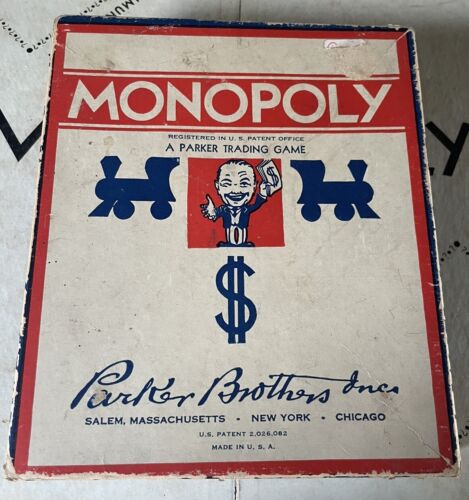 MONOPOLY
REGISTERED IN U. S. PATENT OFFICE
A PARKER TRADING GAME
$
$
Parker Brothers Inc.
SALEM, MASSACHUSETTS • NEW YORK • CHICAGO
U.S. PATENT 2,026,082
MADE IN U. S. A.